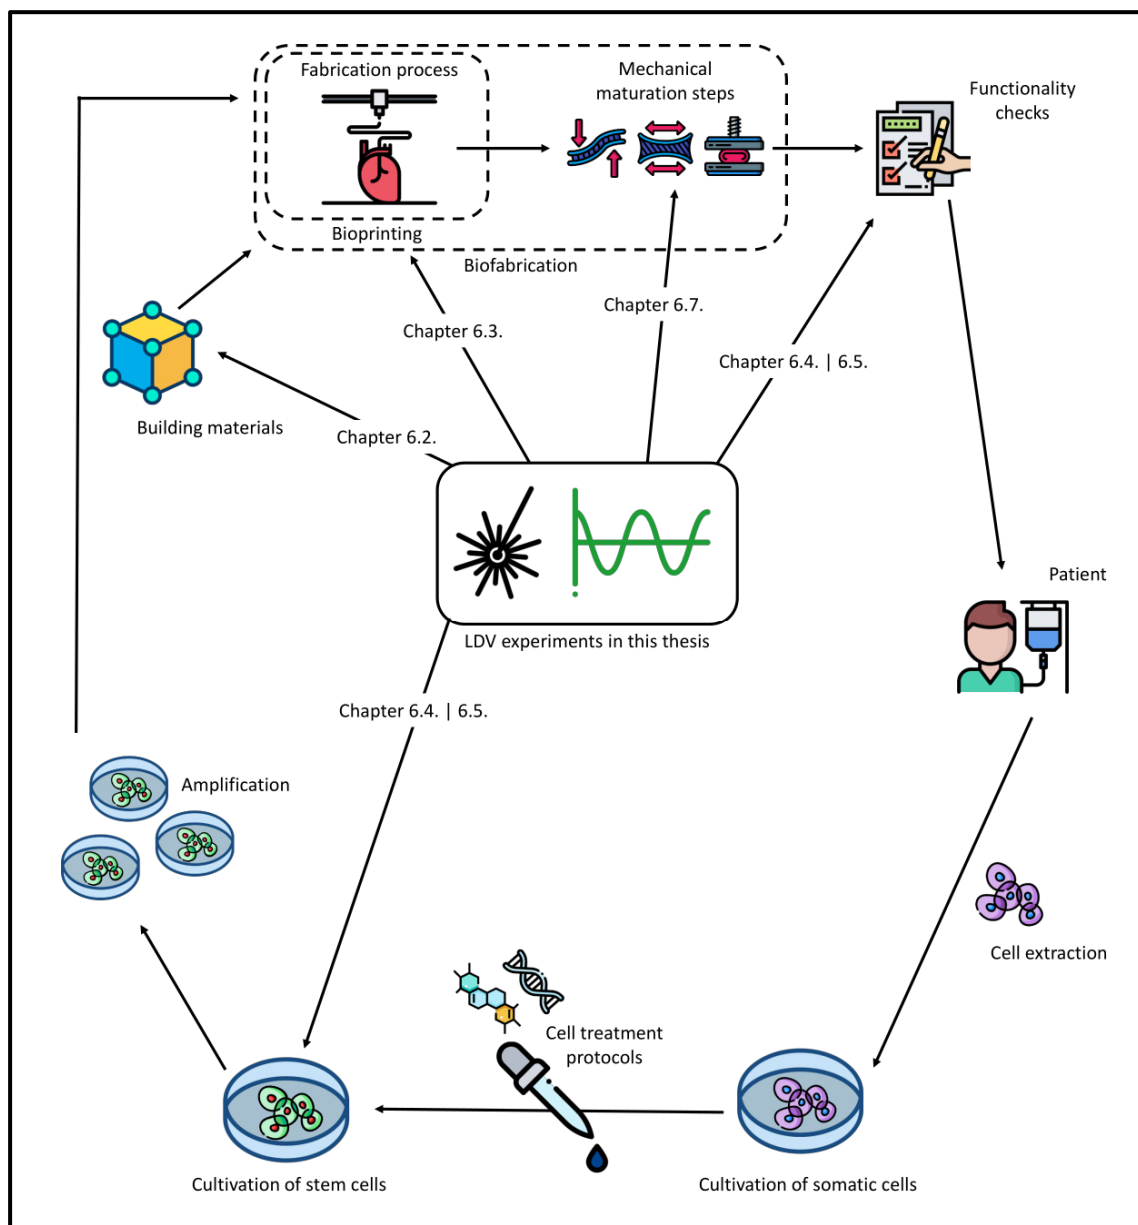 Fabrication process
Mechanical
maturation steps
Functionality
checks
Bioprinting
Biofabrication
Chapter 6.3.
Chapter 6.7.
Chapter 6.4. | 6.5.
Building materials
Chapter 6.2.
LDV experiments in this thesis
Patient
Chapter 6.4. | 6.5.
Amplification
Cell extraction
Cell treatment
protocols
Cultivation of stem cells
Cultivation of somatic cells